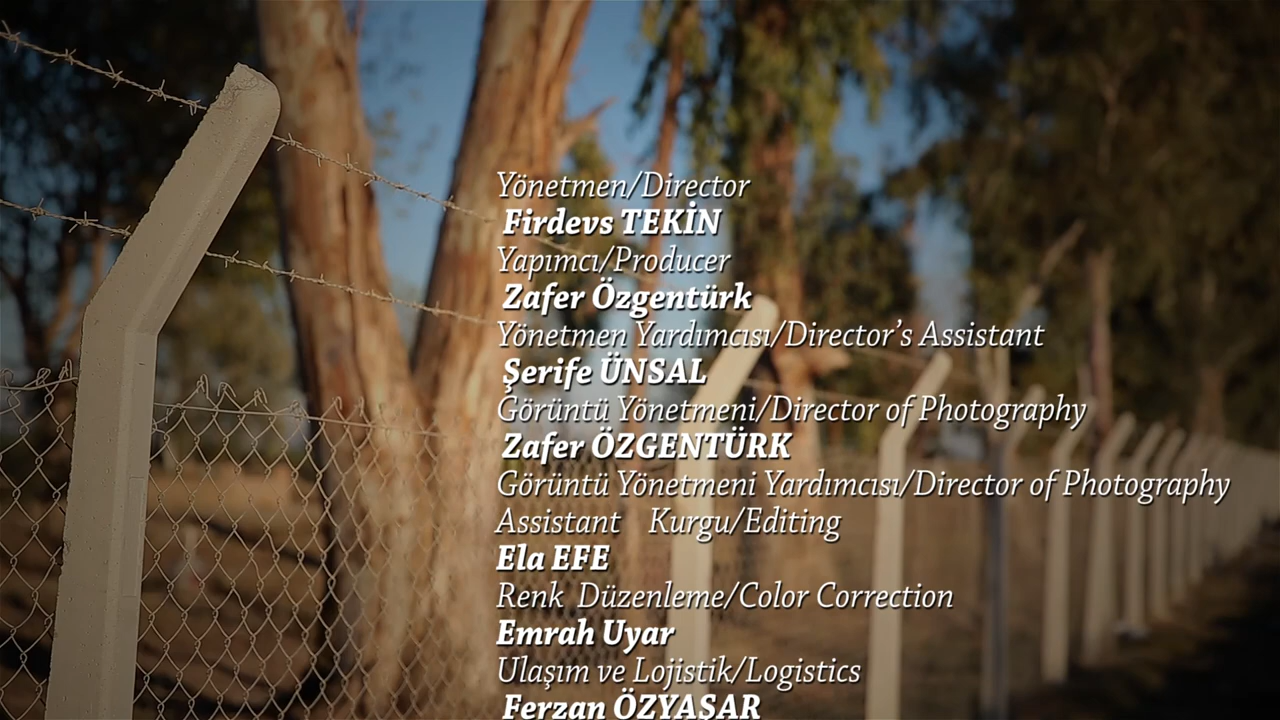 Yönetmen/Director
Firdevs TEKİN
Yapımcı/Producer
Zafer Özgentürk
Yönetmen Yardımcısı/Director's Assistant
Şerife ÜNSAL
Görüntü Yönetmeni/Director of Photography
Zafer ÖZGENTÜRK
Görüntü Yönetmeni Yardımcısı/Director of Photography
Assistant Kurgu/Editing
Ela EFE
Renk Düzenleme/Color Correction
Emrah Uyar
Ulaşım ve Lojistik/Logistics
Ferzan ÖZYAŞAR